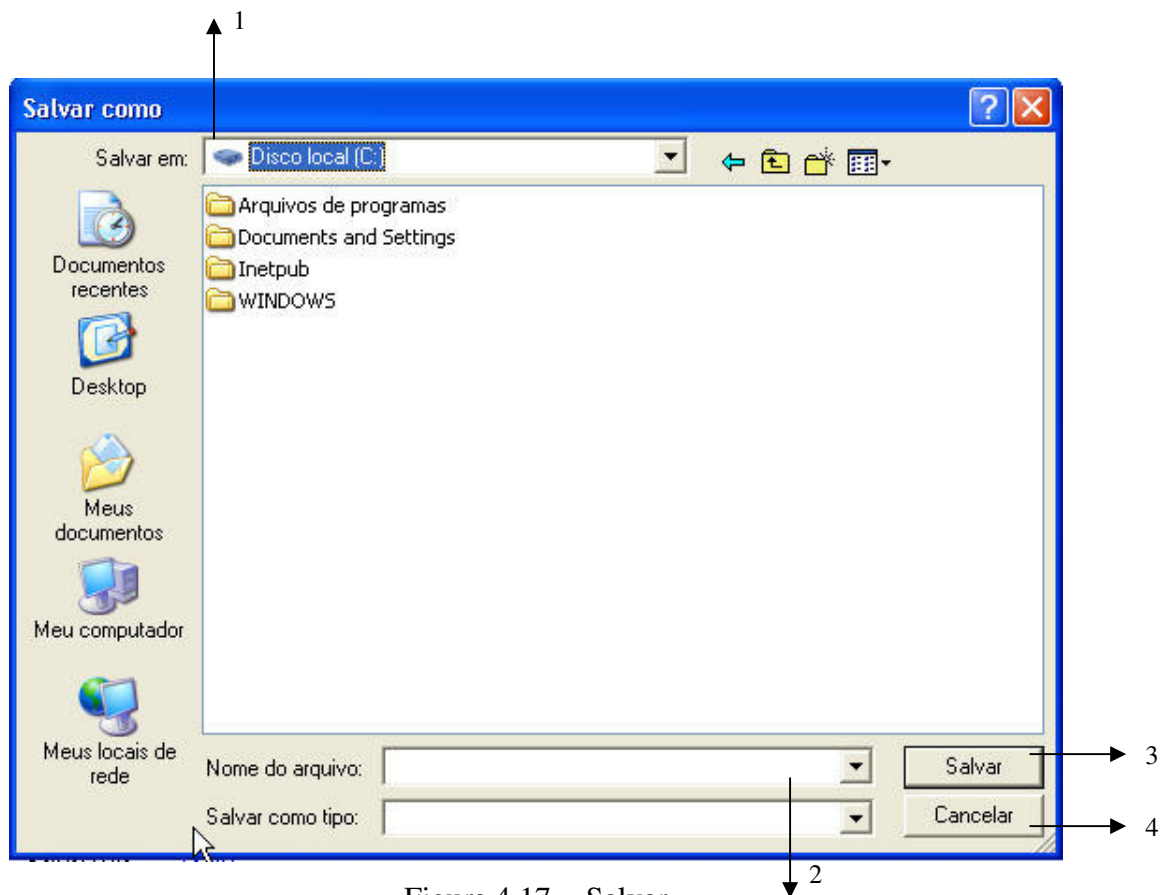 1
Salvar como
Salvar em:
Disco local (C:)
Arquivos de programas
Documents and Settings
Inetpub
WINDOWS
Documentos
recentes
Desktop
Meus
documentos
Meu computador
Meus locais de
rede
Nome do arquivo:
Salvar
3
Salvar como tipo:
Cancelar
4
2
Figura 4.17 – Salvar